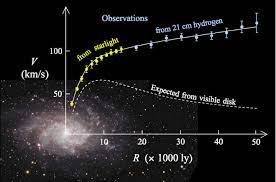 Observations
from 21 cm hydrogen
from starlight
V
(km/s)
100
50
Expected from visible disk
10 20 30 40 50
R (× 1000 ly)